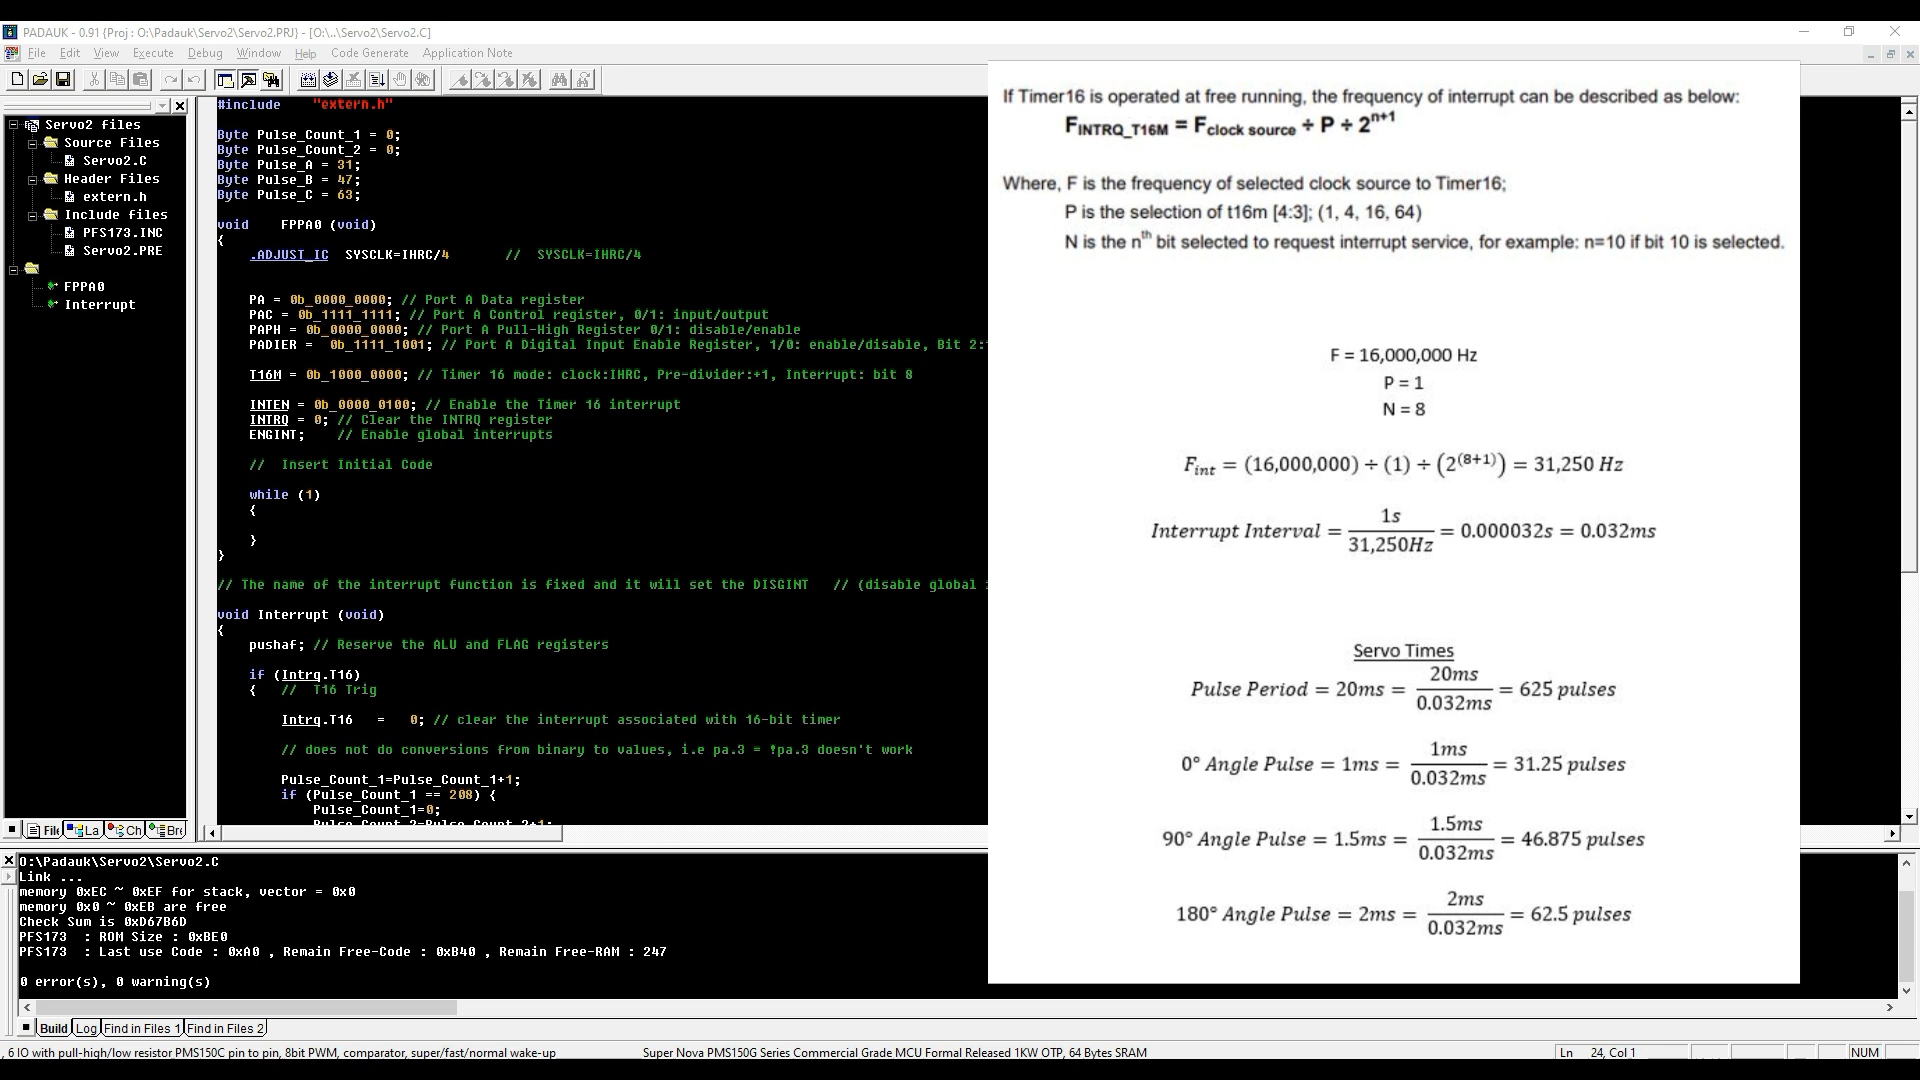 PADAUK - 0.91 {Proj : O:\Padauk\Servo2\Servo2.PRJ} - [O:\..\Servo2\Servo2.C]
File Edit View Execute Debug Window Help Code Generate Application Note
Servo2 files
Source Files
Servo2.C
Header Files
extern.h
Include files
PFS173.INC
Servo2.PRE
FPPA0
Interrupt
File La Ch Bre
#include "extern.h"
Byte Pulse_Count_1 = 0;
Byte Pulse_Count_2 = 0;
Byte Pulse_A = 31;
Byte Pulse_B = 47;
Byte Pulse_C = 63;
void FPPA0 (void)
{
.ADJUST_IC SYSCLK=IHRC/4 // SYSCLK=IHRC/4
PA = 0b_0000_0000; // Port A Data register
PAC = 0b_1111_1111; // Port A Control register, 0/1: input/output
PAPH = 0b_0000_0000; // Port A Pull-High Register 0/1: disable/enable
PADIER = 0b_1111_1001; // Port A Digital Input Enable Register, 1/0: enable/disable, Bit 2:
T16M = 0b_1000_0000; // Timer 16 mode: clock:IHRC, Pre-divider:÷1, Interrupt: bit 8
INTEN = 0b_0000_0100; // Enable the Timer 16 interrupt
INTRQ = 0; // Clear the INTRQ register
ENGINT; // Enable global interrupts
// Insert Initial Code
while (1)
{
}
}
// The name of the interrupt function is fixed and it will set the DISGINT // (disable global
void Interrupt (void)
{
pushaf; // Reserve the ALU and FLAG registers
if (Intrq.T16)
{ // T16 Trig
Intrq.T16 = 0; // clear the interrupt associated with 16-bit timer
// does not do conversions from binary to values, i.e pa.3 = !pa.3 doesn't work
Pulse_Count_1=Pulse_Count_1+1;
if (Pulse_Count_1 == 208) {
Pulse_Count_1=0;
Pulse_Count_2=Pulse_Count_2+1;
If Timer16 is operated at free running, the frequency of interrupt can be described as below:
FINTRQ_T16M = Fclock source ÷ P ÷ 2^n+1
Where, F is the frequency of selected clock source to Timer16;
P is the selection of t16m [4:3]; (1, 4, 16, 64)
N is the nth bit selected to request interrupt service, for example: n=10 if bit 10 is selected.
F = 16,000,000 Hz
P = 1
N = 8
Fint = (16,000,000) ÷ (1) ÷ (2^(8+1)) = 31,250 Hz
Interrupt Interval = 1s / 31,250Hz = 0.000032s = 0.032ms
Servo Times
Pulse Period = 20ms = 20ms / 0.032ms = 625 pulses
0° Angle Pulse = 1ms = 1ms / 0.032ms = 31.25 pulses
90° Angle Pulse = 1.5ms = 1.5ms / 0.032ms = 46.875 pulses
180° Angle Pulse = 2ms = 2ms / 0.032ms = 62.5 pulses
O:\Padauk\Servo2\Servo2.C
Link ...
memory 0xEC ~ 0xEF for stack, vector = 0x0
memory 0x0 ~ 0xEB are free
Check Sum is 0xD67B6D
PFS173 : ROM Size : 0xBE0
PFS173 : Last use Code : 0xA0 , Remain Free-Code : 0xB40 , Remain Free-RAM : 247
0 error(s), 0 warning(s)
Build Log Find in Files 1 Find in Files 2
, 6 IO with pull-high/low resistor PMS150C pin to pin, 8bit PWM, comparator, super/fast/normal wake-up Super Nova PMS150G Series Commercial Grade MCU Formal Released 1KW OTP, 64 Bytes SRAM Ln 24, Col 1 NUM